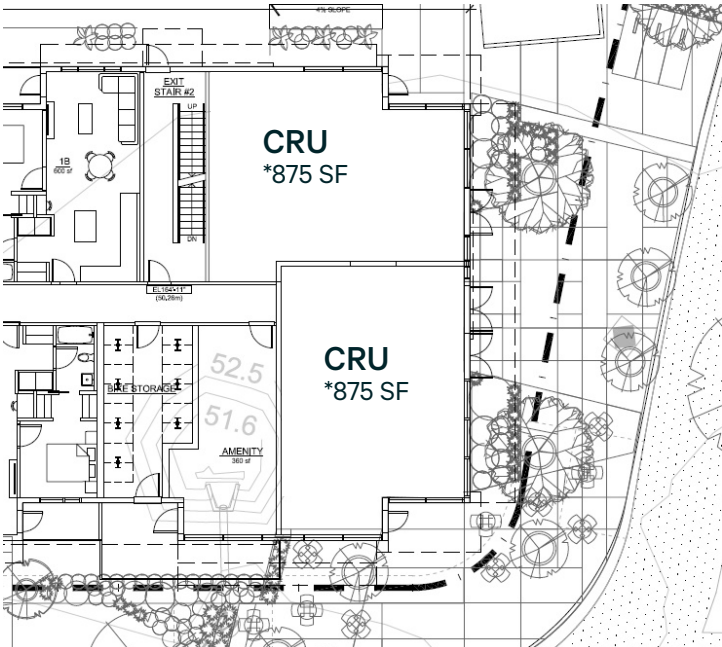 4% SLOPE
EXIT
STAIR #2
UP
CRU
*875 SF
1B
600 sf
DN
EL164'-11"
(50.26m)
CRU
*875 SF
52.5
BIKE STORAGE
51.6
AMENITY
360 sf